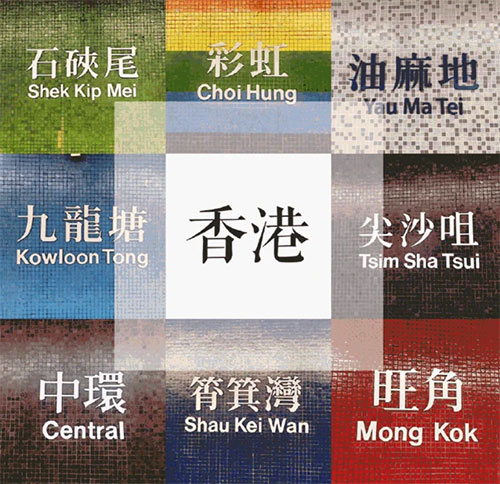 石硤尾
Shek Kip Mei
彩虹
Choi Hung
油麻地
Yau Ma Tei
九龍塘
Kowloon Tong
香港
尖沙咀
Tsim Sha Tsui
中環
Central
筲箕灣
Shau Kei Wan
旺角
Mong Kok